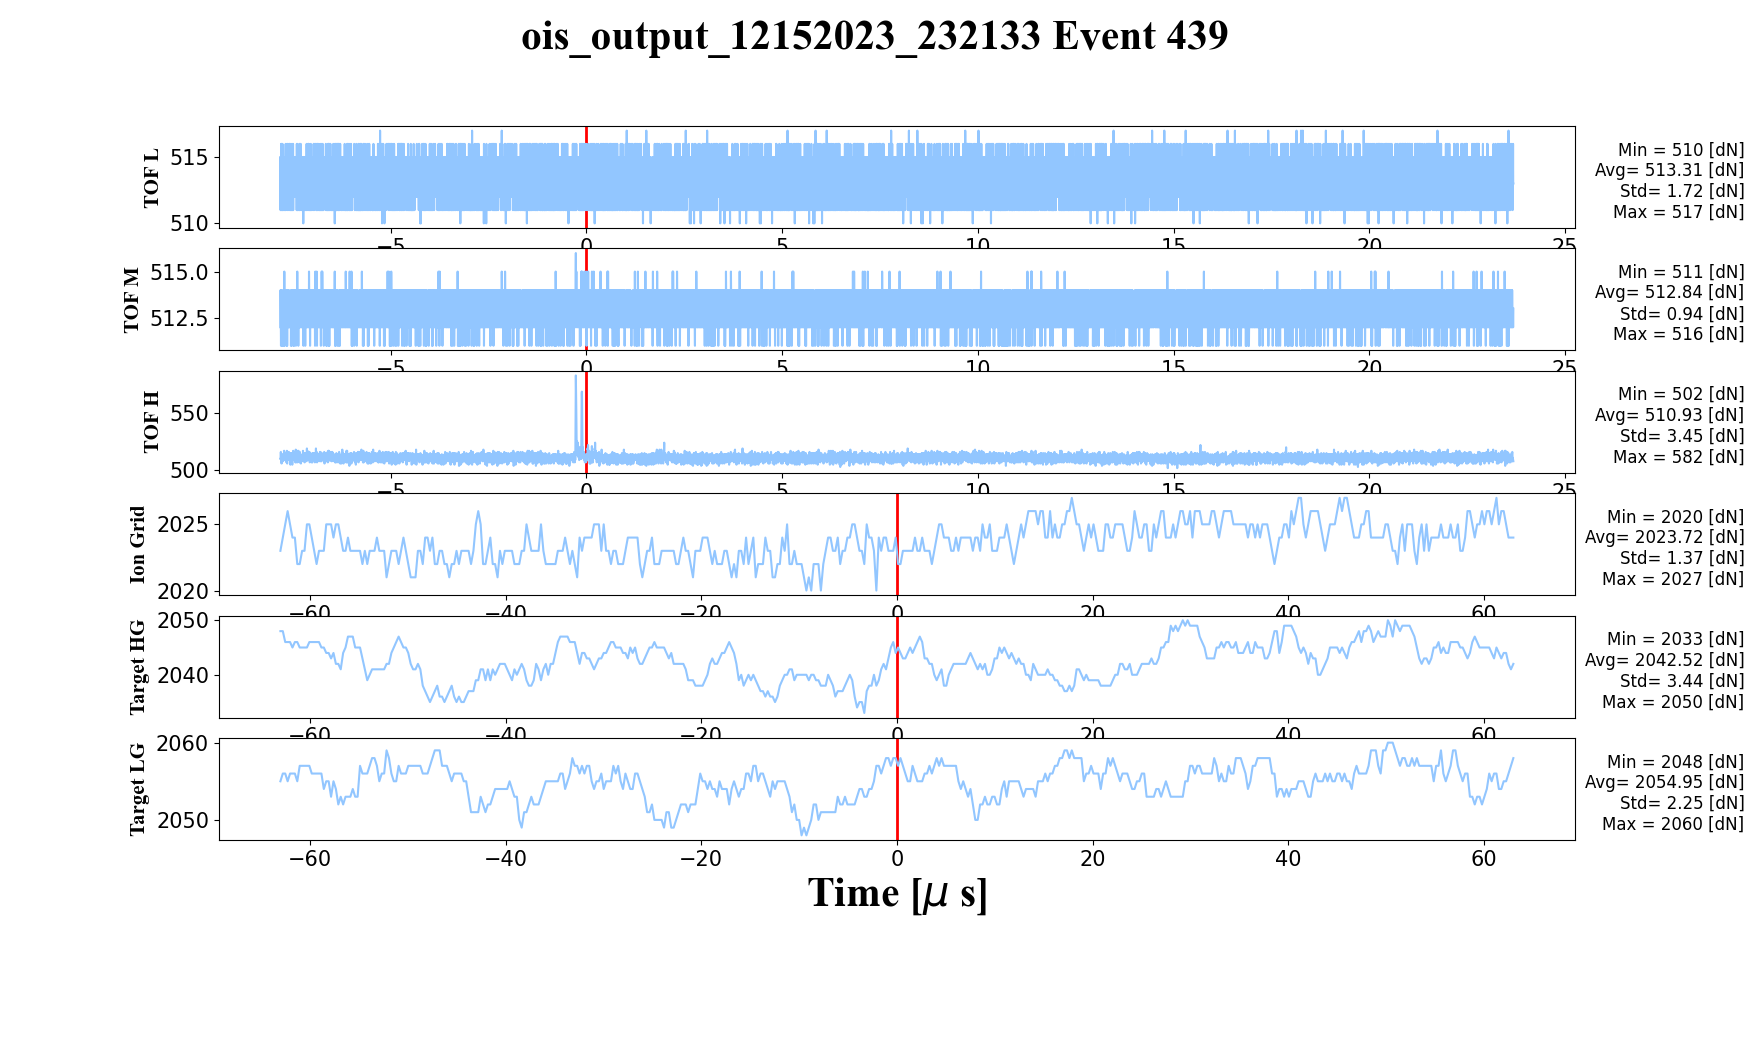 ois_output_12152023_232133 Event 439
TOF L
515
510
−5
0
5
10
15
20
25
Min = 510 [dN]
Avg= 513.31 [dN]
Std= 1.72 [dN]
Max = 517 [dN]
TOF M
515.0
512.5
−5
0
5
10
15
20
25
Min = 511 [dN]
Avg= 512.84 [dN]
Std= 0.94 [dN]
Max = 516 [dN]
TOF H
550
500
−5
0
5
10
15
20
25
Min = 502 [dN]
Avg= 510.93 [dN]
Std= 3.45 [dN]
Max = 582 [dN]
Ion Grid
2025
2020
−60
−40
−20
0
20
40
60
Min = 2020 [dN]
Avg= 2023.72 [dN]
Std= 1.37 [dN]
Max = 2027 [dN]
Target HG
2050
2040
−60
−40
−20
0
20
40
60
Min = 2033 [dN]
Avg= 2042.52 [dN]
Std= 3.44 [dN]
Max = 2050 [dN]
Target LG
2060
2050
−60
−40
−20
0
20
40
60
Min = 2048 [dN]
Avg= 2054.95 [dN]
Std= 2.25 [dN]
Max = 2060 [dN]
Time [μ s]